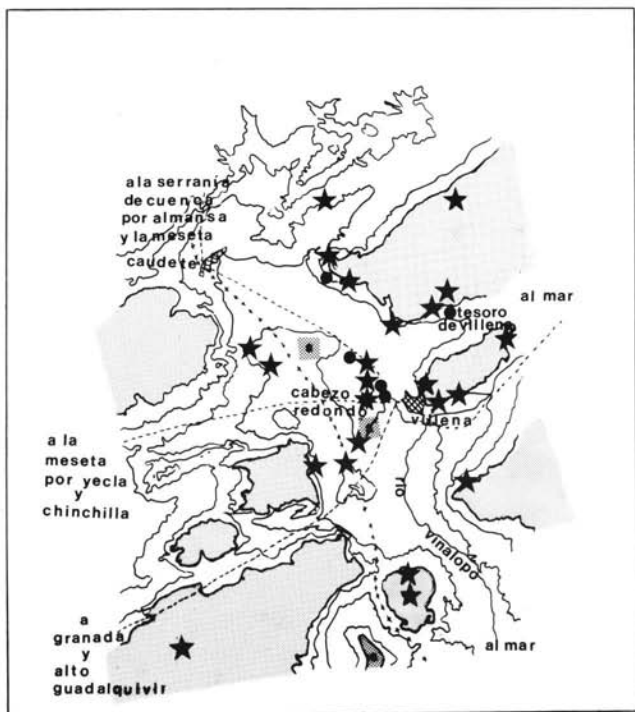 a la serranía
de cuenca
por almansa
y la meseta
caudete
al mar
tesoro
de villena
cabezo
redondo
villena
a la
meseta
por yecla
y
chinchilla
río
vinalopó
a
granada
y
alto
guadalquivir
al mar